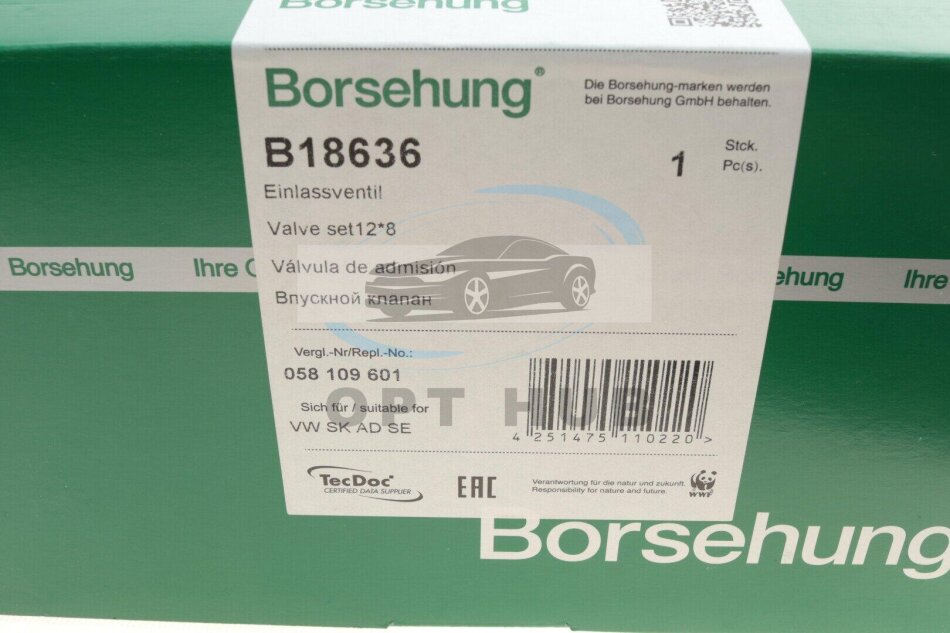 Borsehung
Borsehung®
Die Borsehung-marken werden
bei Borsehung GmbH behalten.
B18636
1
Stck.
Pc(s).
Einlassventil
Valve set12*8
Válvula de admisión
Впускной клапан
Borsehung
Ihre
Ihre
Vergl.-Nr/Repl.-No.:
058 109 601
OPT HUB
Sich für / suitable for
VW SK AD SE
4 251475 110220 >
TecDoc
CERTIFIED DATA SUPPLIER
EAC
Verantwortung für die natur und zukunft.
Responsibility for nature and future.
WWF
Borsehung